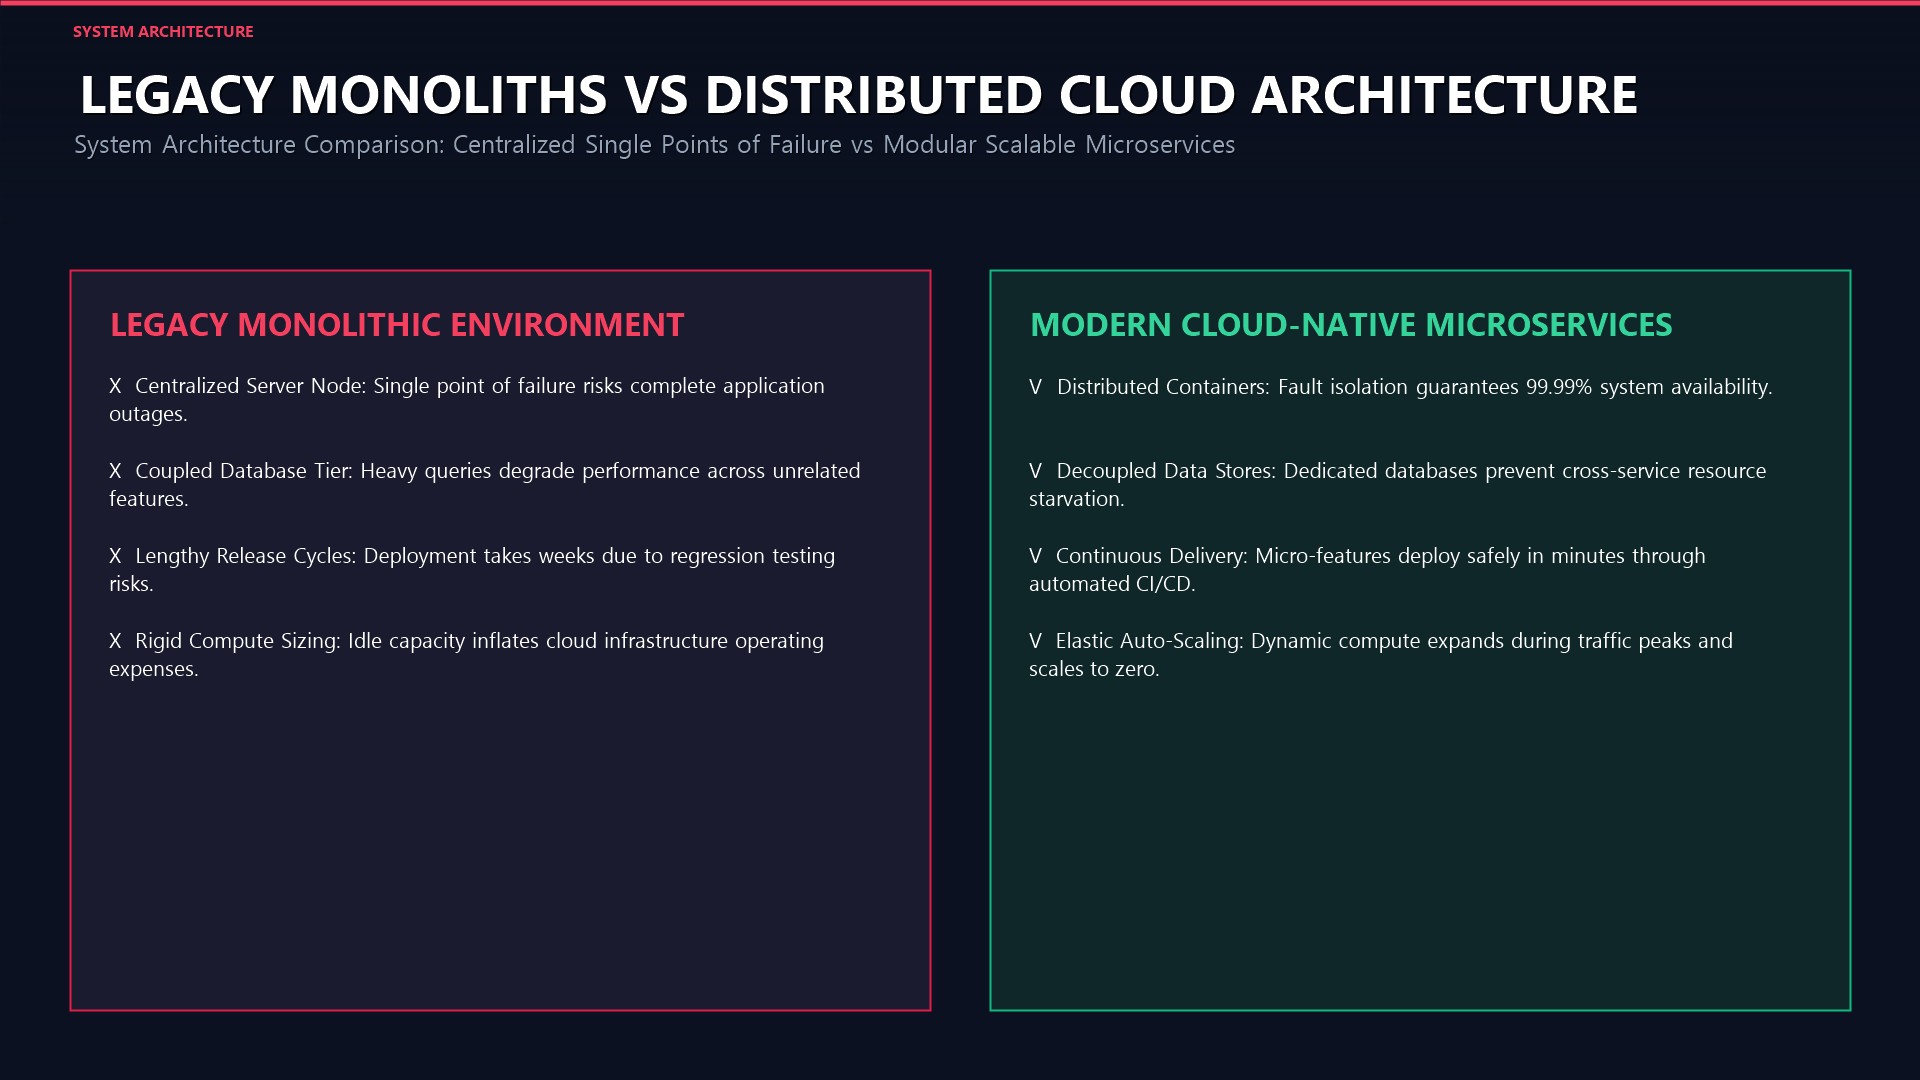 SYSTEM ARCHITECTURE
LEGACY MONOLITHS VS DISTRIBUTED CLOUD ARCHITECTURE
System Architecture Comparison: Centralized Single Points of Failure vs Modular Scalable Microservices
LEGACY MONOLITHIC ENVIRONMENT
X Centralized Server Node: Single point of failure risks complete application
outages.
X Coupled Database Tier: Heavy queries degrade performance across unrelated
features.
X Lengthy Release Cycles: Deployment takes weeks due to regression testing
risks.
X Rigid Compute Sizing: Idle capacity inflates cloud infrastructure operating
expenses.
MODERN CLOUD-NATIVE MICROSERVICES
V Distributed Containers: Fault isolation guarantees 99.99% system availability.
V Decoupled Data Stores: Dedicated databases prevent cross-service resource
starvation.
V Continuous Delivery: Micro-features deploy safely in minutes through
automated CI/CD.
V Elastic Auto-Scaling: Dynamic compute expands during traffic peaks and
scales to zero.